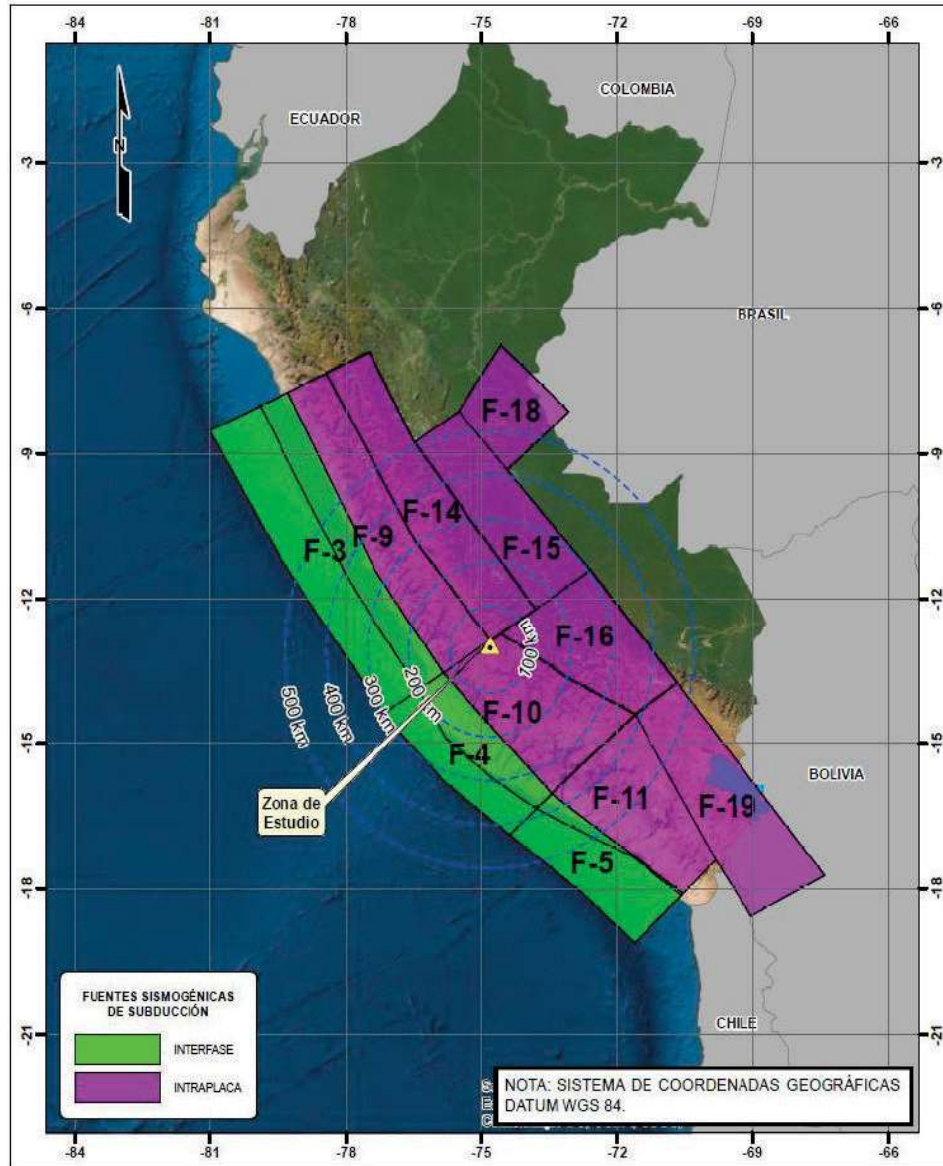 -84 -81 -78 -75 -72 -69 -66
COLOMBIA
ECUADOR
N
-3 -3
-6 -6
BRASIL
F-18
-9 -9
F-14
F-9
F-3
F-15
-12 -12
F-16
100 km
200 km
300 km
400 km
500 km
F-10
-15 -15
F-4
BOLIVIA
Zona de
Estudio
F-11
F-19
F-5
-18 -18
FUENTES SISMOGÉNICAS
DE SUBDUCCIÓN
INTERFASE
INTRAPLACA
-21 -21
CHILE
NOTA: SISTEMA DE COORDENADAS GEOGRÁFICAS
DATUM WGS 84.
-84 -81 -78 -75 -72 -69 -66